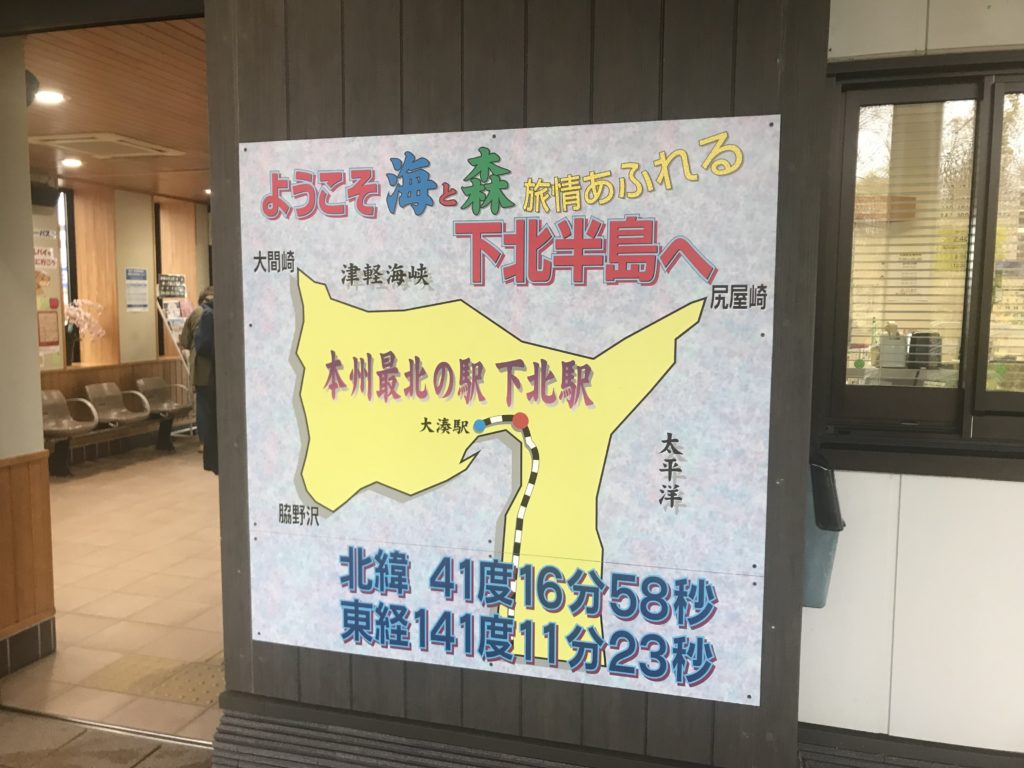 ようこそ海と森 旅情あふれる
下北半島へ
大間崎
津軽海峡
尻屋崎
本州最北の駅 下北駅
大湊駅
太平洋
脇野沢
北緯 41度16分58秒
東経141度11分23秒